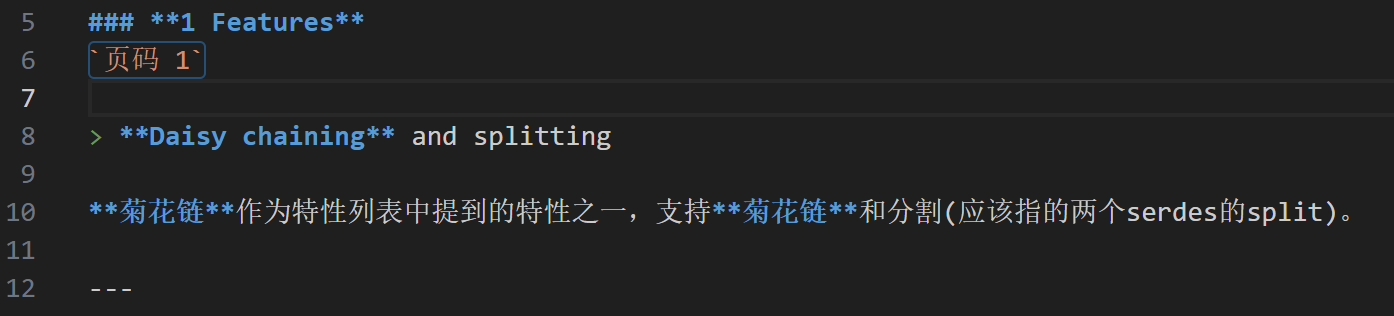 5 ### **1 Features**
6 `页码 1`
7
8 > **Daisy chaining** and splitting
9
10 **菊花链**作为特性列表中提到的特性之一，支持**菊花链**和分割(应该指的两个serdes的split)。
11
12 ---